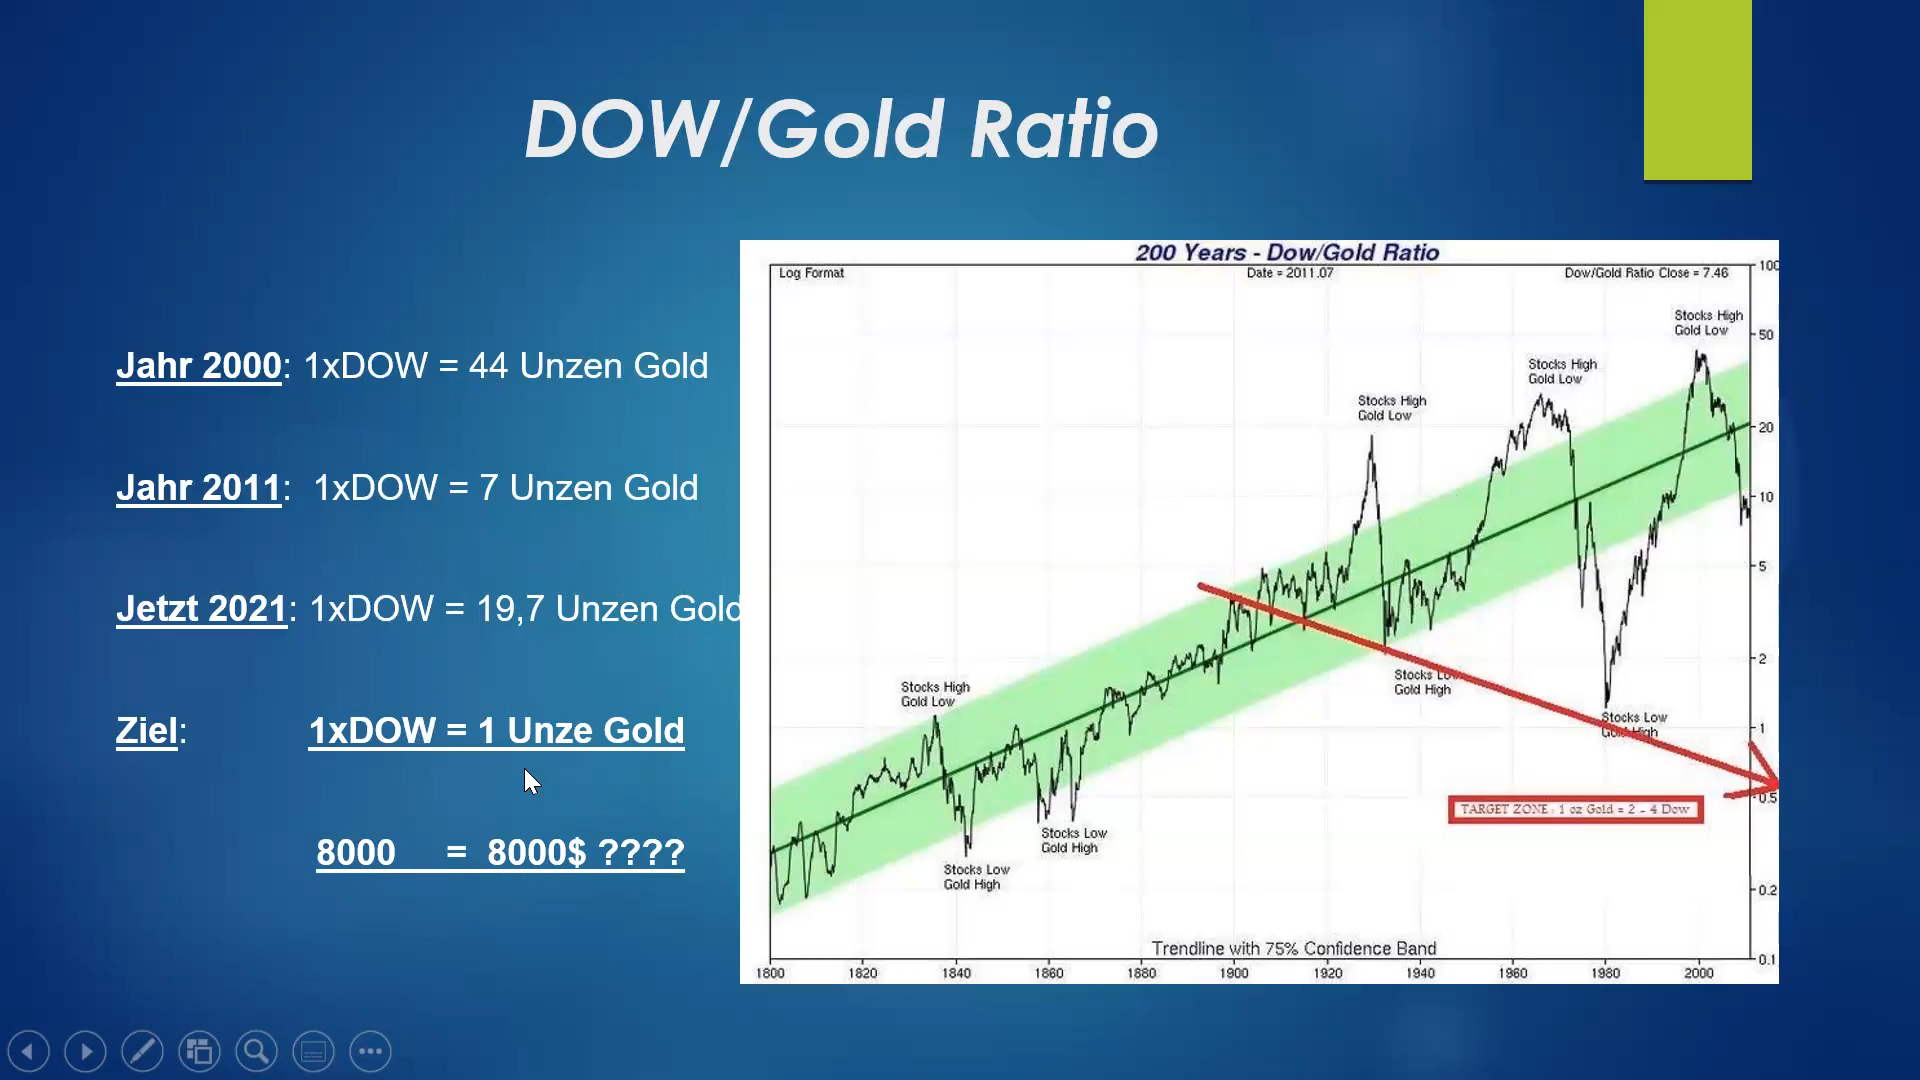 DOW/Gold Ratio
Jahr 2000: 1xDOW = 44 Unzen Gold
Jahr 2011: 1xDOW = 7 Unzen Gold
Jetzt 2021: 1xDOW = 19,7 Unzen Gold
Ziel: 1xDOW = 1 Unze Gold
8000 = 8000$ ????
200 Years - Dow/Gold Ratio
Log Format Date = 2011.07 Dow/Gold Ratio Close = 7.46
100
Stocks High
Gold Low
50
Stocks High
Gold Low
Stocks High
Gold Low
20
10
5
2
Stocks Low
Gold High
Stocks High
Gold Low
Stocks Low
Gold High
1
0.5
TARGET ZONE : 1 oz Gold = 2 - 4 Dow
Stocks Low
Gold High
Stocks Low
Gold High
0.2
Trendline with 75% Confidence Band
0.1
1800 1820 1840 1860 1880 1900 1920 1940 1960 1980 2000